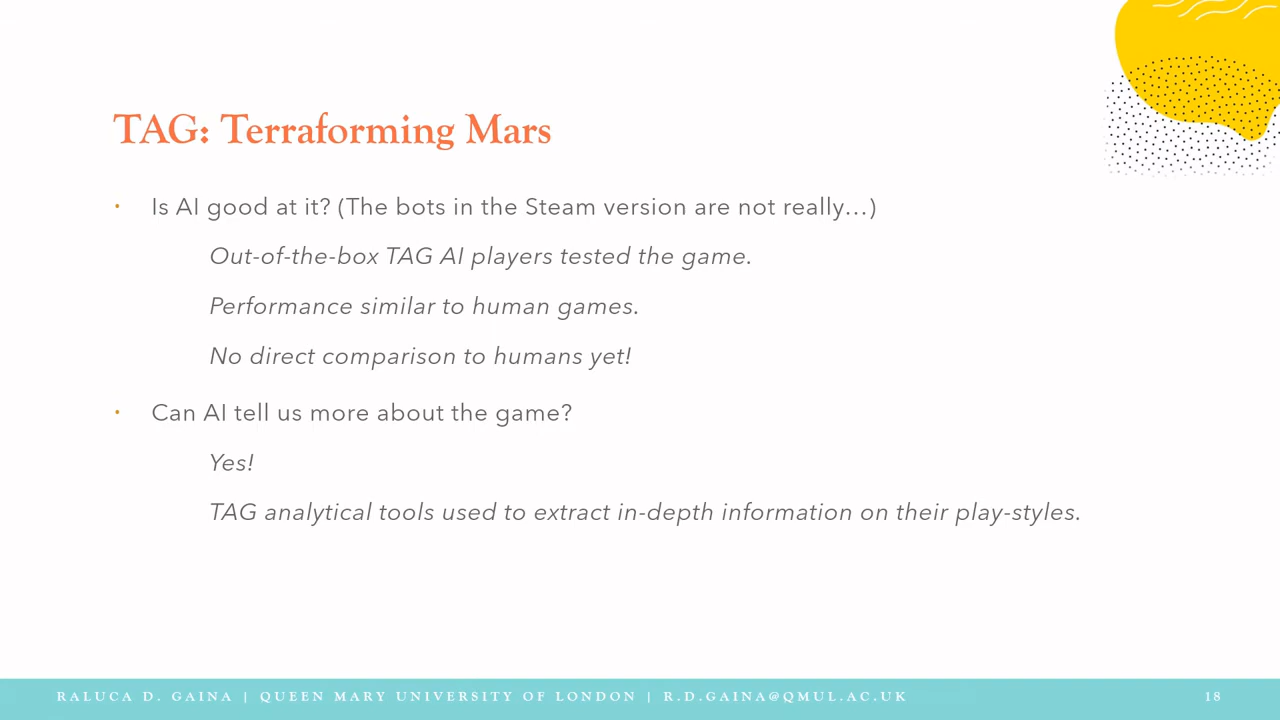 TAG: Terraforming Mars
• Is AI good at it? (The bots in the Steam version are not really…)
Out-of-the-box TAG AI players tested the game.
Performance similar to human games.
No direct comparison to humans yet!
• Can AI tell us more about the game?
Yes!
TAG analytical tools used to extract in-depth information on their play-styles.
RALUCA D. GAINA | QUEEN MARY UNIVERSITY OF LONDON | R.D.GAINA@QMUL.AC.UK 18